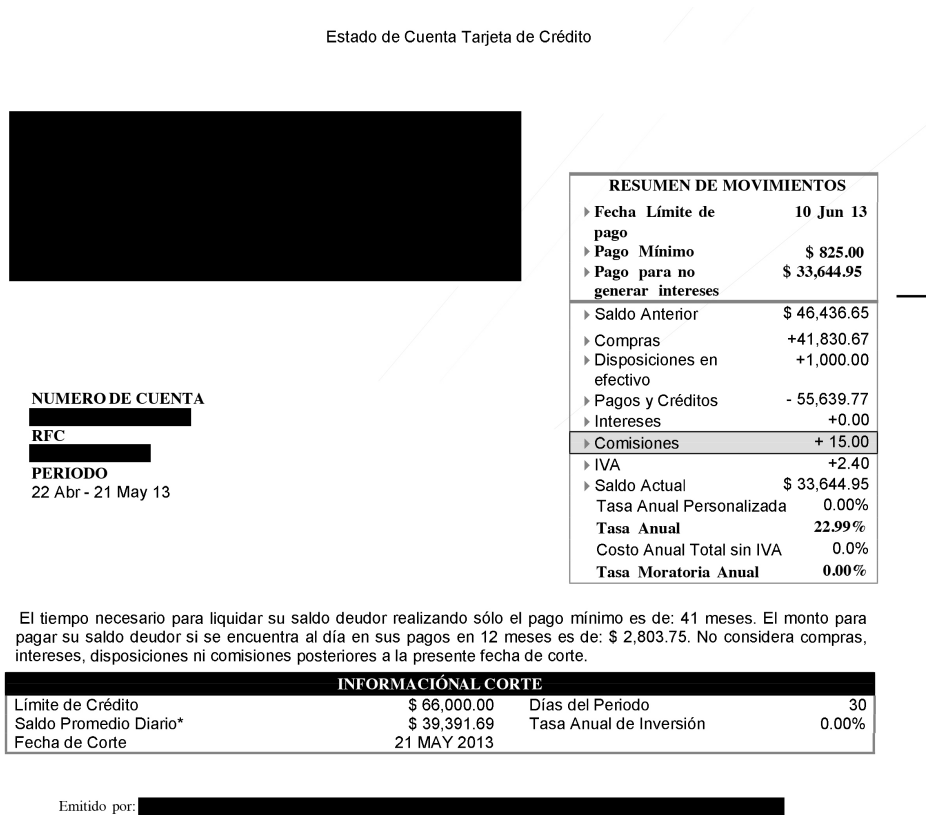 Estado de Cuenta Tarjeta de Crédito
RESUMEN DE MOVIMIENTOS
Fecha Límite de pago 10 Jun 13
Pago Mínimo $ 825.00
Pago para no generar intereses $ 33,644.95
Saldo Anterior $ 46,436.65
Compras +41,830.67
Disposiciones en efectivo +1,000.00
Pagos y Créditos - 55,639.77
Intereses +0.00
Comisiones + 15.00
IVA +2.40
Saldo Actual $ 33,644.95
Tasa Anual Personalizada 0.00%
Tasa Anual 22.99%
Costo Anual Total sin IVA 0.0%
Tasa Moratoria Anual 0.00%
NUMERO DE CUENTA
RFC
PERIODO
22 Abr - 21 May 13
El tiempo necesario para liquidar su saldo deudor realizando sólo el pago mínimo es de: 41 meses. El monto para
pagar su saldo deudor si se encuentra al día en sus pagos en 12 meses es de: $ 2,803.75. No considera compras,
intereses, disposiciones ni comisiones posteriores a la presente fecha de corte.
INFORMACIÓNAL CORTE
Límite de Crédito $ 66,000.00 Días del Periodo 30
Saldo Promedio Diario* $ 39,391.69 Tasa Anual de Inversión 0.00%
Fecha de Corte 21 MAY 2013
Emitido por: